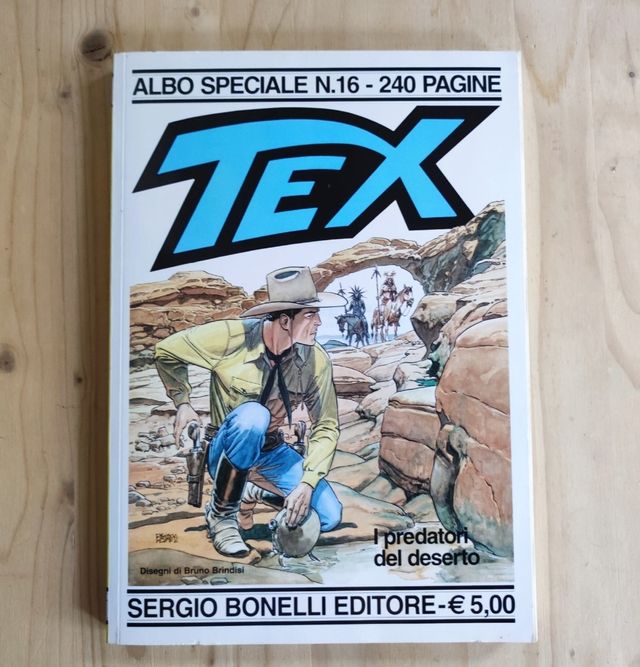 ALBO SPECIALE N.16 - 240 PAGINE
TEX
I predatori
del deserto
Disegni di Bruno Brindisi
SERGIO BONELLI EDITORE-€ 5,00